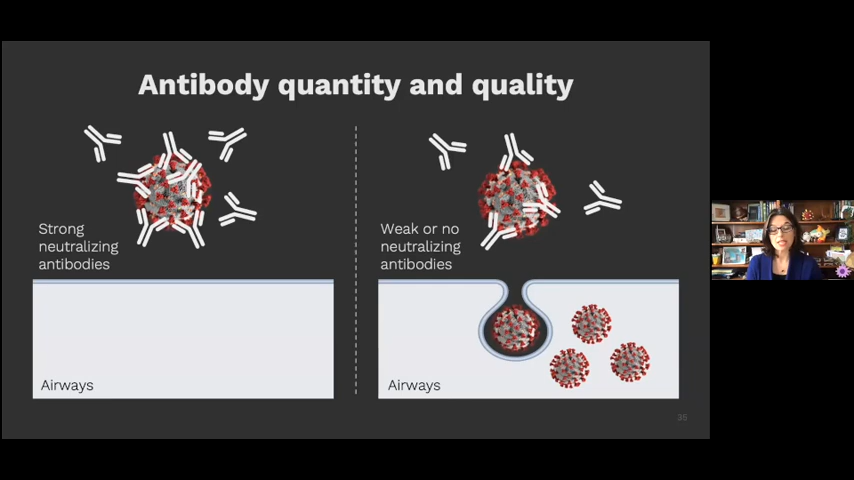 Antibody quantity and quality
Strong
neutralizing
antibodies
Airways
Weak or no
neutralizing
antibodies
Airways
35